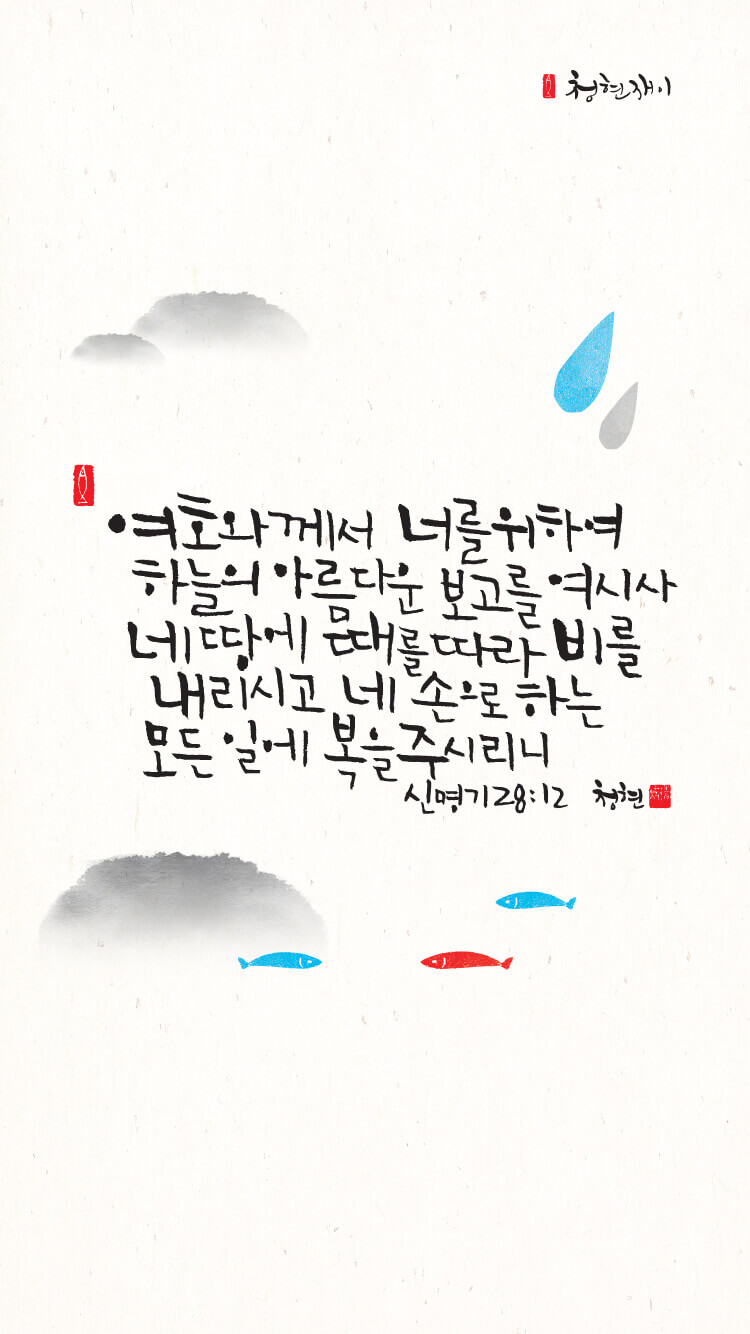 청현재이
여호와께서 너를위하여
하늘의 아름다운 보고를 여시사
네 땅에 때를따라 비를
내리시고 네 손으로 하는
모든 일에 복을주시리니
신명기28:12 청현